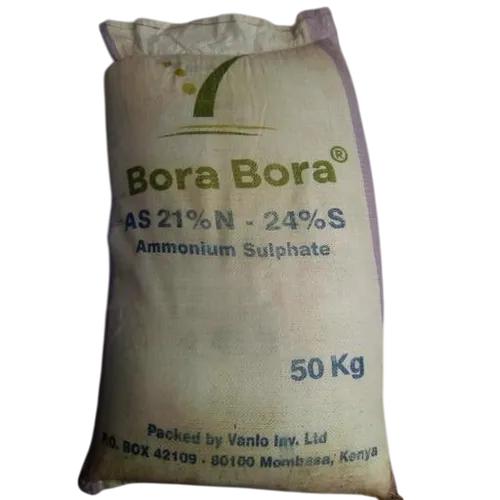 Bora Bora®
AS 21%N - 24%S
Ammonium Sulphate
50 Kg
Packed by Vanlo Inv. Ltd
P.O. BOX 42109 - 80100 Mombasa, Kenya